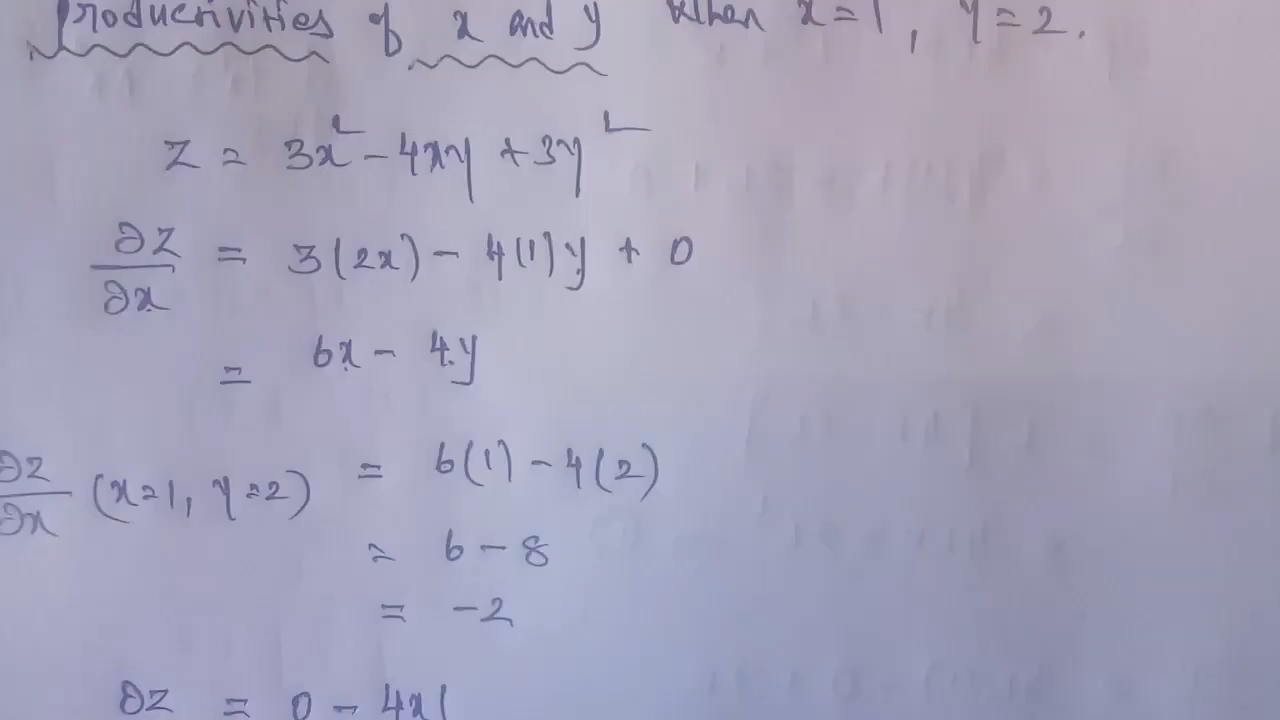 Productivities of x and y when x=1, y=2.
z = 3x² - 4xy + 3y²
∂z/∂x = 3(2x) - 4(1)y + 0
= 6x - 4y
∂z/∂x (x=1, y=2) = 6(1) - 4(2)
= 6 - 8
= -2
∂z = 0 - 4x(